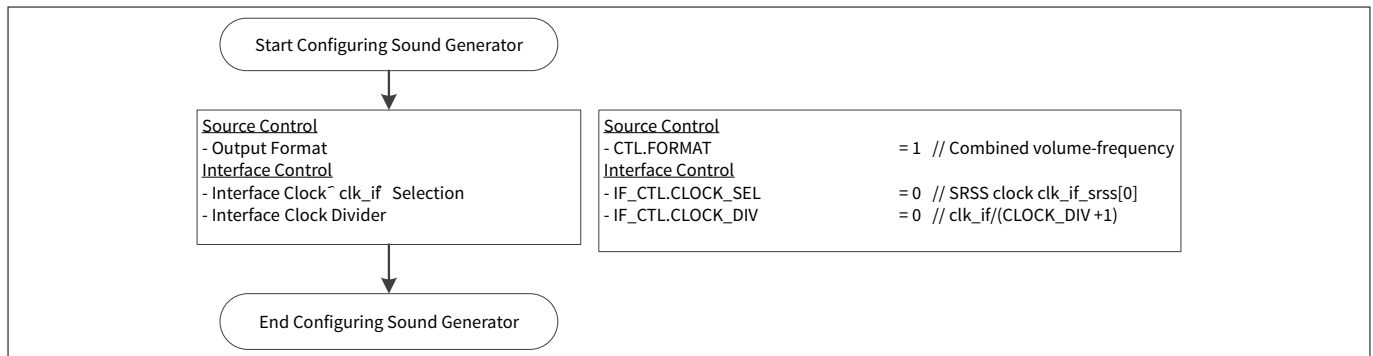 Start Configuring Sound Generator
Source Control
- Output Format
Interface Control
- Interface Clock clk_if Selection
- Interface Clock Divider
Source Control
- CTL.FORMAT = 1 // Combined volume-frequency
Interface Control
- IF_CTL.CLOCK_SEL = 0 // SRSS clock clk_if_srss[0]
- IF_CTL.CLOCK_DIV = 0 // clk_if/(CLOCK_DIV +1)
End Configuring Sound Generator